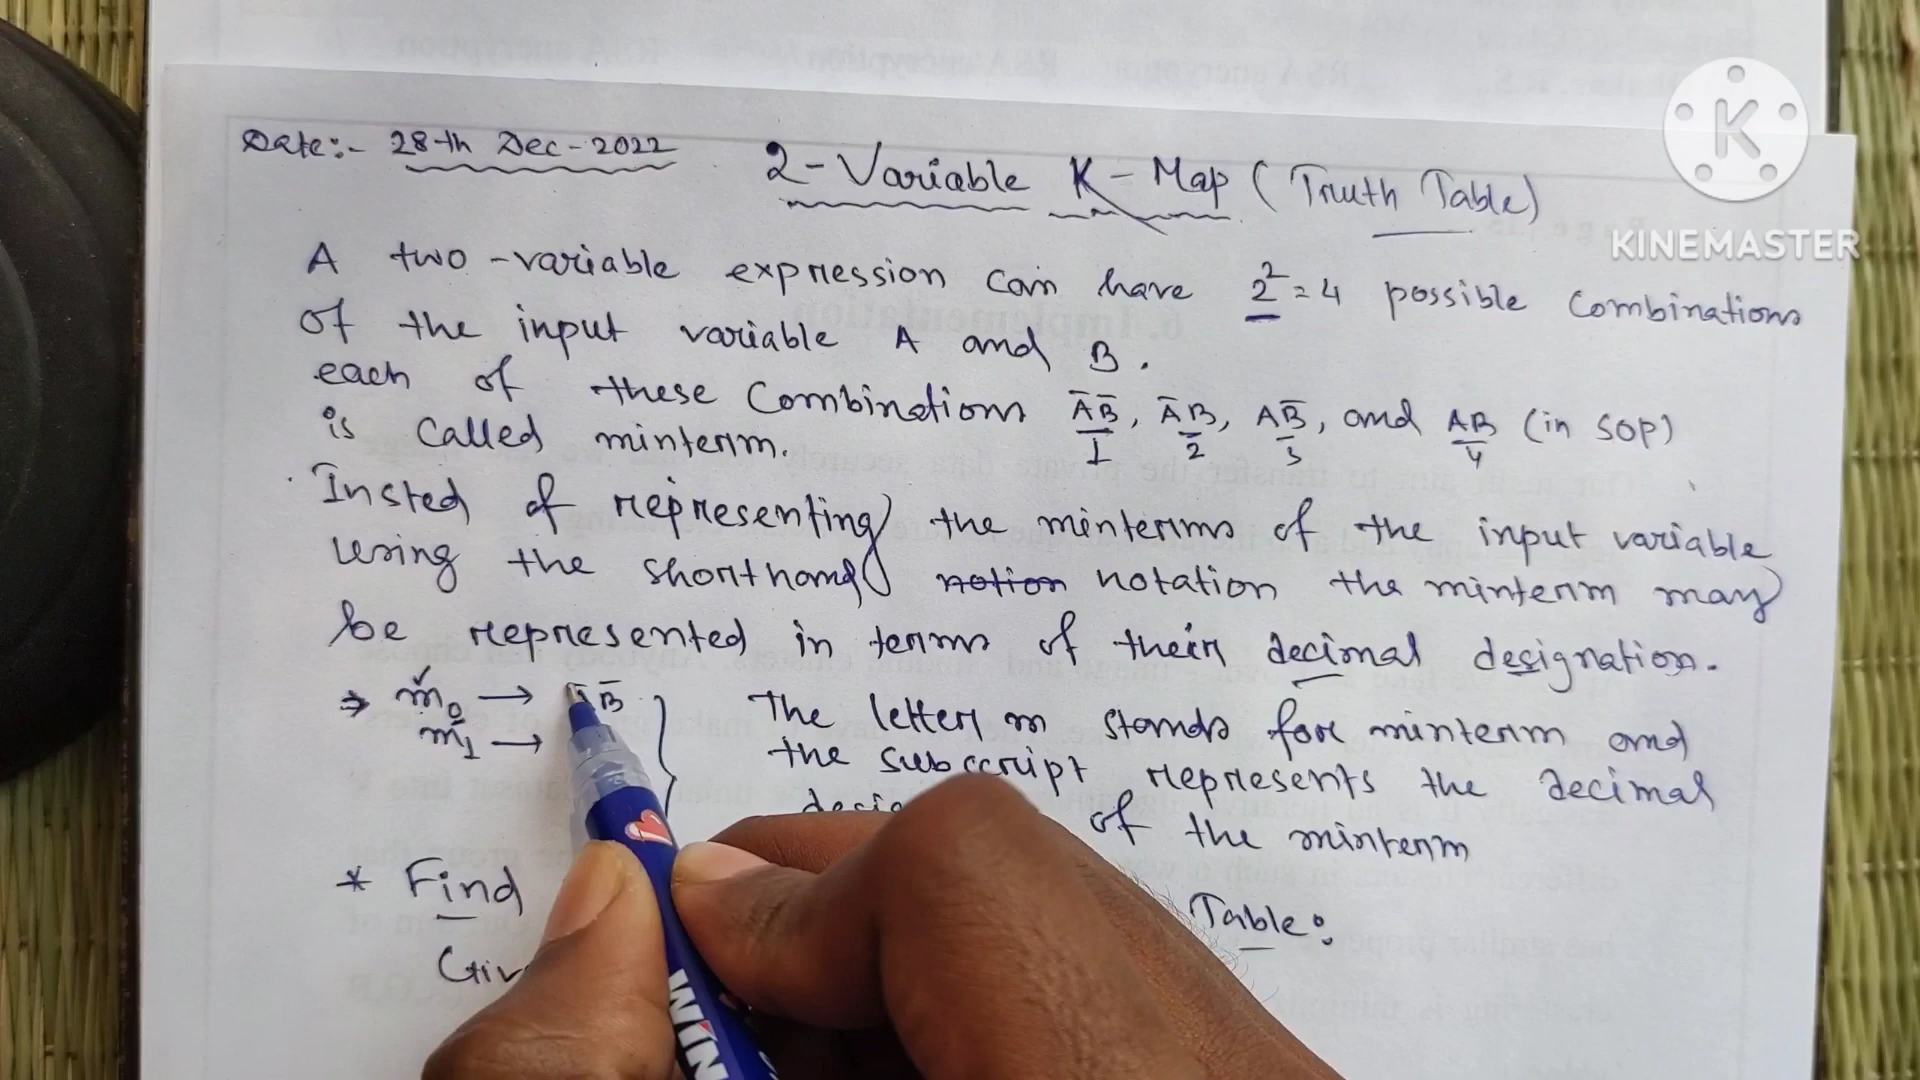 Date:- 28-th Dec-2022
2-Variable K-Map (Truth Table)
KINEMASTER
A two-variable expression can have 2² = 4 possible combinations
of the input variable A and B.
each of these combinations A̅B̅, A̅B, AB̅, and AB (in SOP)
1 2 3 4
is called minterm.
Insted of representing the minterms of the input variable
using the shorthand notion notation the minterm may
be represented in terms of their decimal designation.
⇒ m₀ → A̅B̅
m₁ →
The letter m stands for minterm and
the subscript represents the decimal
of the minterm
* Find Table:
WIN